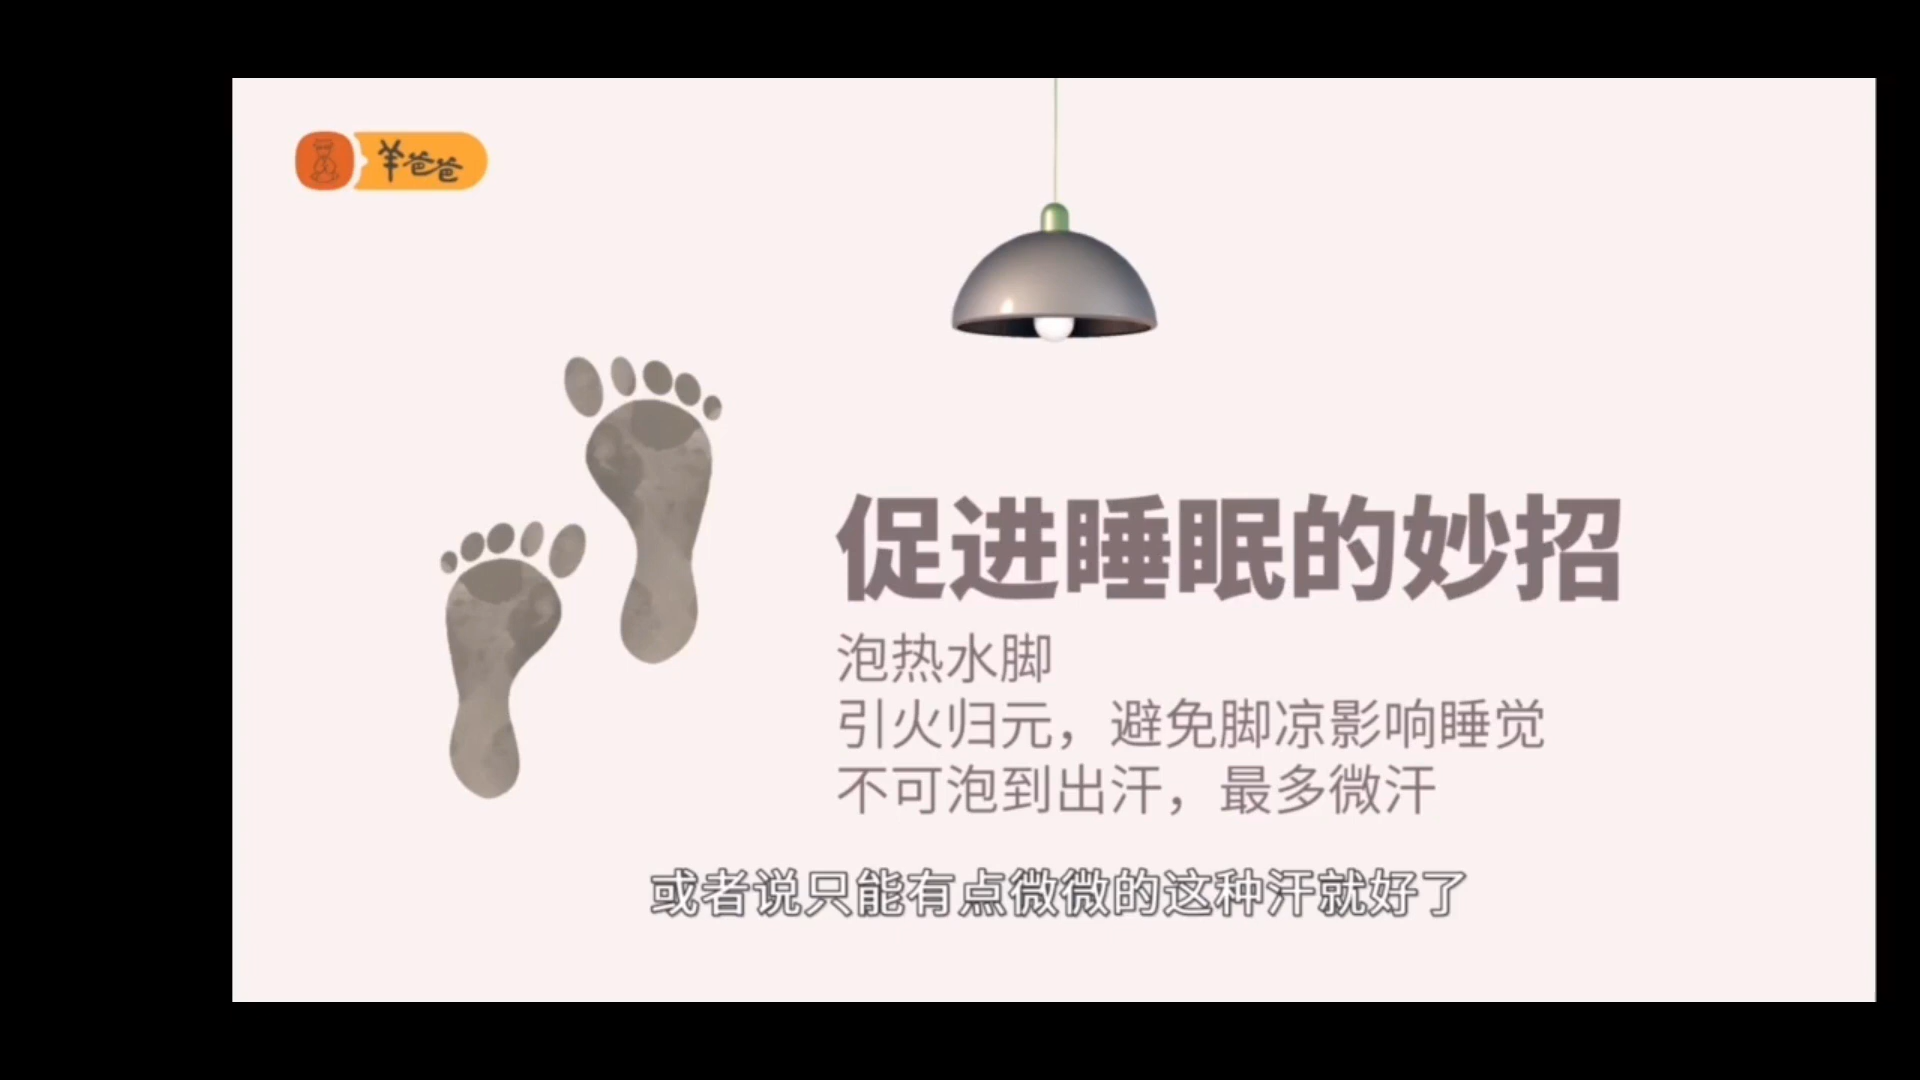 羊爸爸
促进睡眠的妙招
泡热水脚
引火归元，避免脚凉影响睡觉
不可泡到出汗，最多微汗
或者说只能有点微微的这种汗就好了